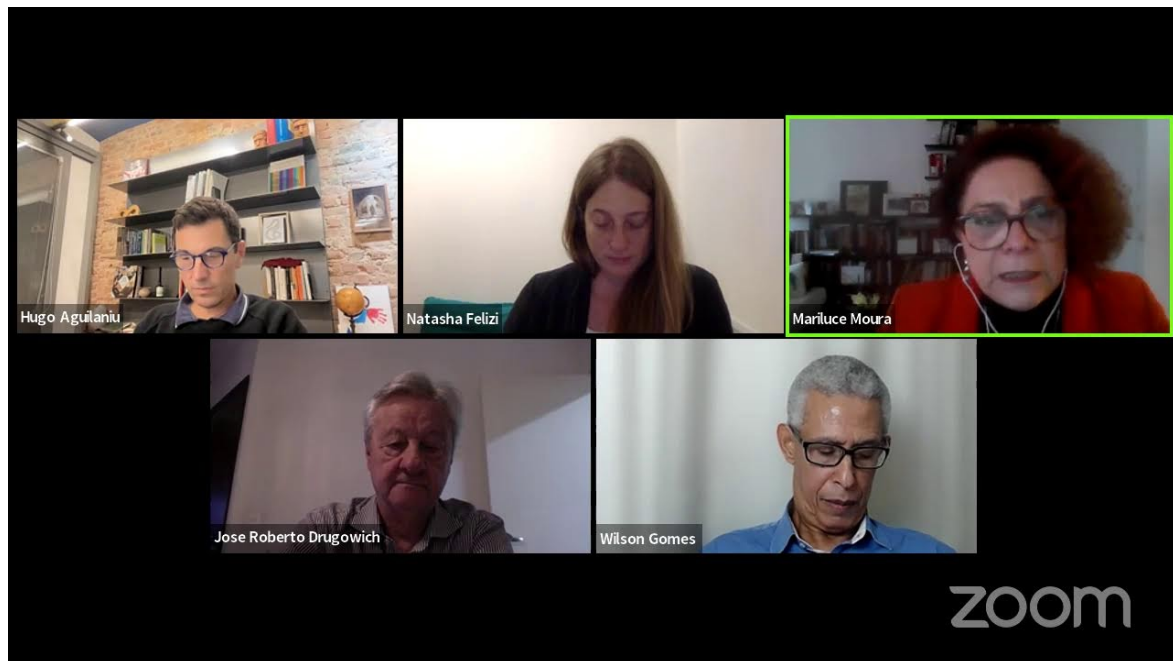 Hugo Aguilaniu
Natasha Felizi
Mariluce Moura
Jose Roberto Drugowich
Wilson Gomes
zoom